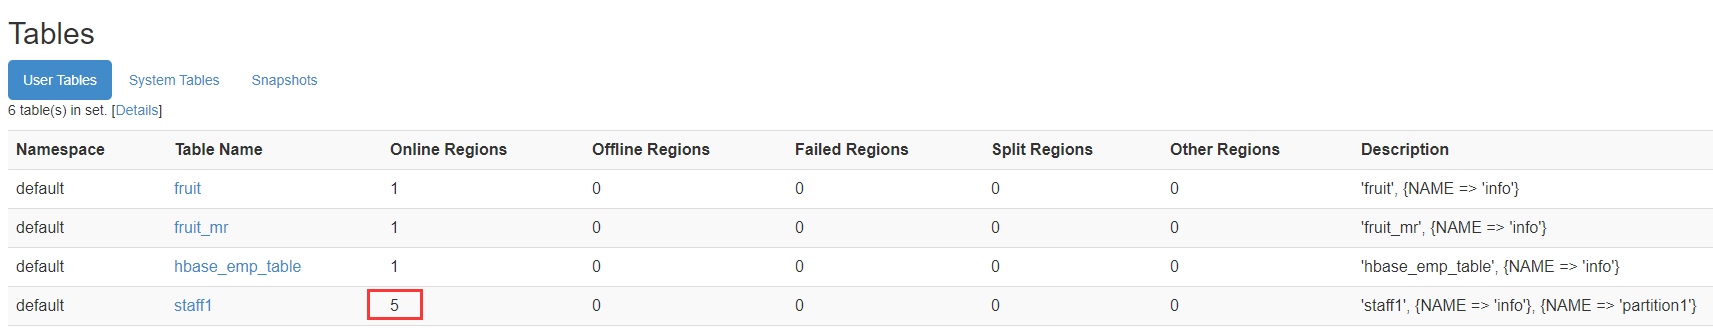 Tables
User Tables System Tables Snapshots
6 table(s) in set. [Details]
Namespace Table Name Online Regions Offline Regions Failed Regions Split Regions Other Regions Description
default fruit 1 0 0 0 0 'fruit', {NAME => 'info'}
default fruit_mr 1 0 0 0 0 'fruit_mr', {NAME => 'info'}
default hbase_emp_table 1 0 0 0 0 'hbase_emp_table', {NAME => 'info'}
default staff1 5 0 0 0 0 'staff1', {NAME => 'info'}, {NAME => 'partition1'}